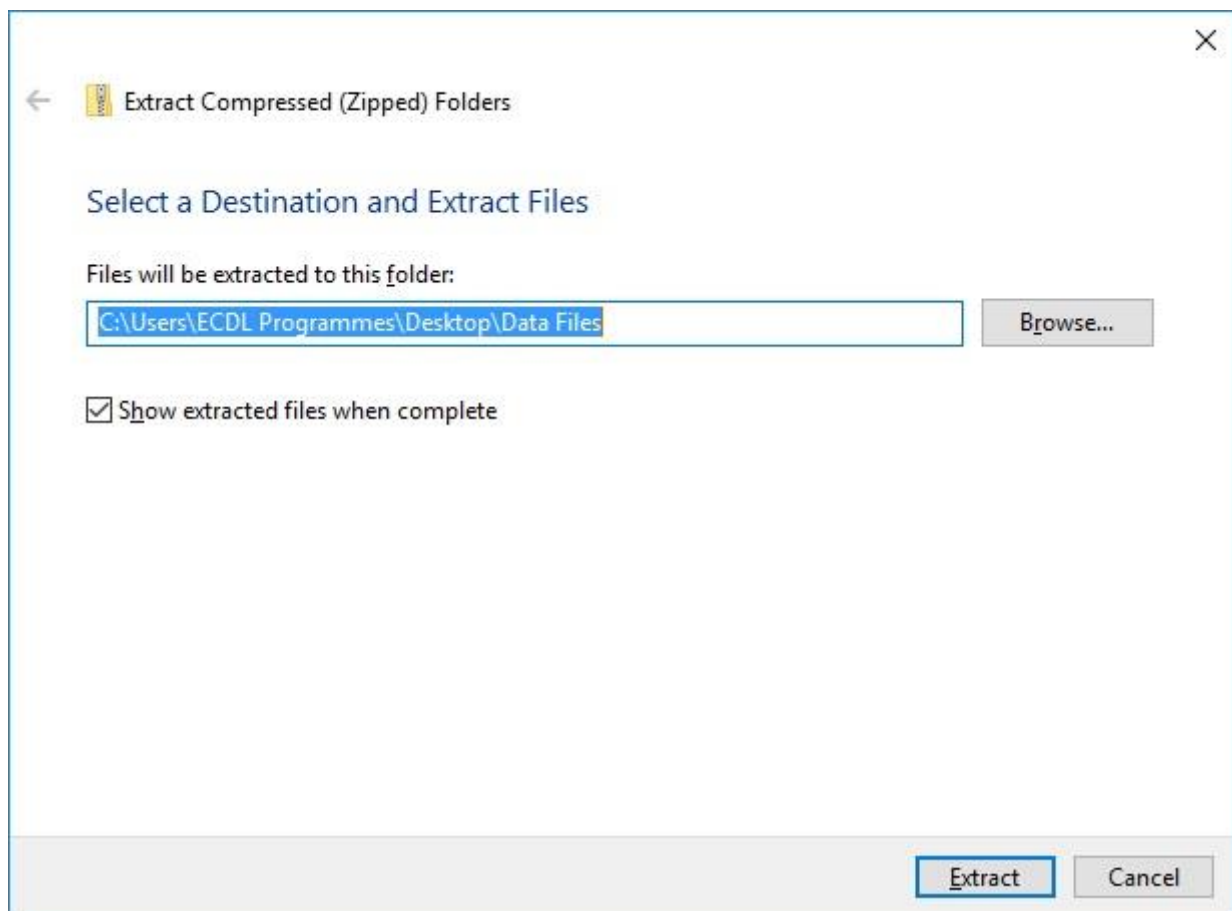 Extract Compressed (Zipped) Folders
Select a Destination and Extract Files
Files will be extracted to this folder:
C:\Users\ECDL Programmes\Desktop\Data Files
Browse...
Show extracted files when complete
Extract
Cancel